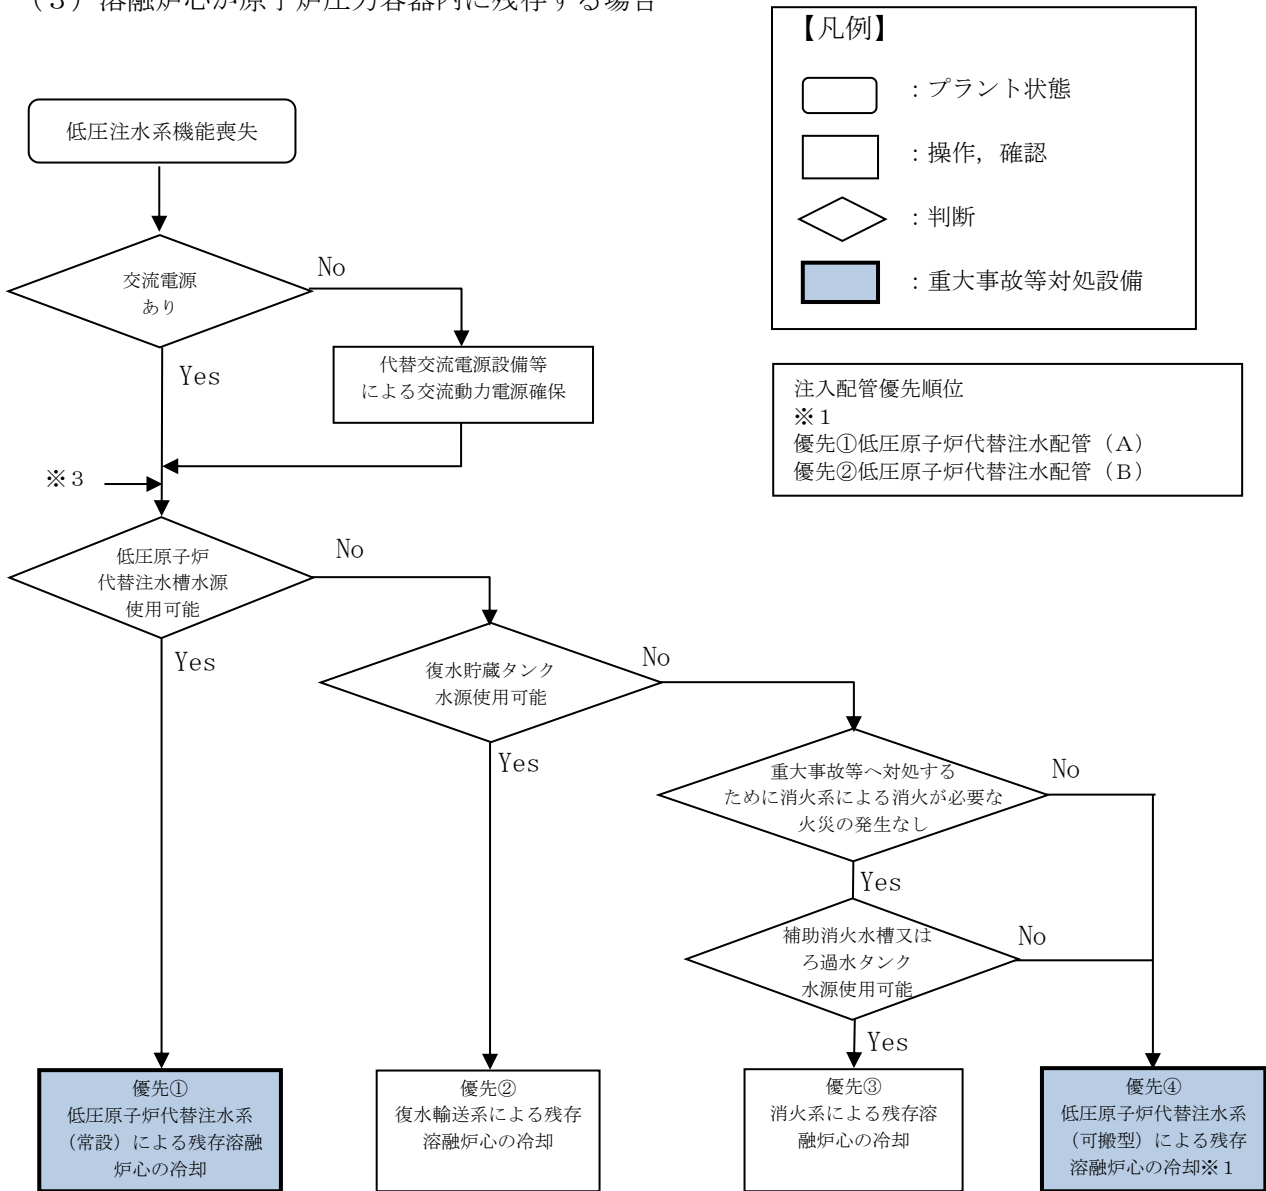 （3）溶融炉心が原子炉圧力容器内に残存する場合
【凡例】
：プラント状態
：操作，確認
：判断
：重大事故等対処設備
注入配管優先順位
※１
優先①低圧原子炉代替注水配管（Ａ）
優先②低圧原子炉代替注水配管（Ｂ）
低圧注水系機能喪失
交流電源
あり
No
Yes
代替交流電源設備等
による交流動力電源確保
※３
低圧原子炉
代替注水槽水源
使用可能
No
Yes
復水貯蔵タンク
水源使用可能
No
Yes
重大事故等へ対処する
ために消火系による消火が必要な
火災の発生なし
No
Yes
補助消火水槽又は
ろ過水タンク
水源使用可能
No
Yes
優先①
低圧原子炉代替注水系
（常設）による残存溶融
炉心の冷却
優先②
復水輸送系による残存
溶融炉心の冷却
優先③
消火系による残存溶
融炉心の冷却
優先④
低圧原子炉代替注水系
（可搬型）による残存
溶融炉心の冷却※１